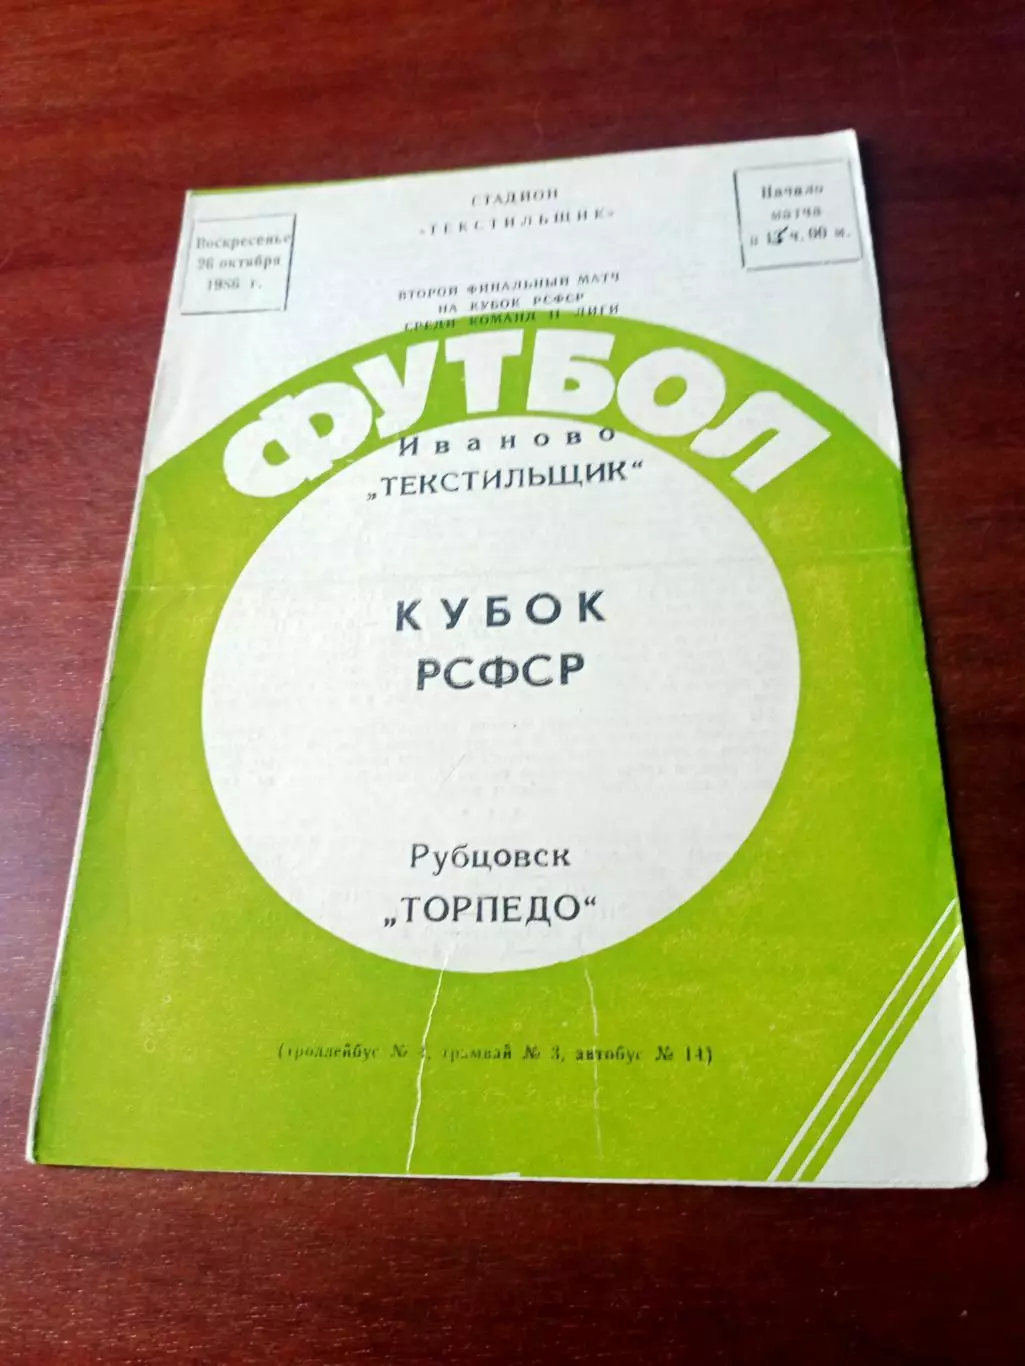 СТАДИОН
«ТЕКСТИЛЬЩИК»
Воскресенье
26 октября
1986 г.
Начало
матча
в ч. 00 м.
ВТОРОЙ ФИНАЛЬНЫЙ МАТЧ
НА КУБОК РСФСР
СРЕДИ КОМАНД II ЛИГИ
ФУТБОЛ
Иваново
„ТЕКСТИЛЬЩИК“
КУБОК
РСФСР
Рубцовск
„ТОРПЕДО“
(троллейбус № , трамвай № 3, автобус № 14)